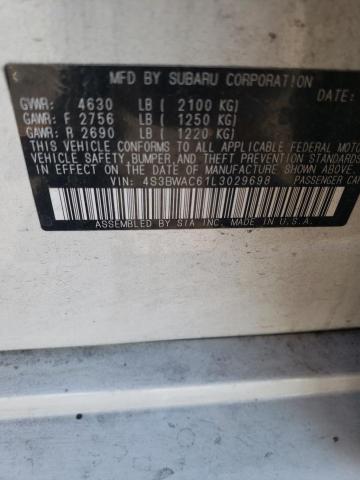 MFD BY SUBARU CORPORATION DATE:
GVWR: 4630 LB ( 2100 KG)
GAWR: F 2756 LB ( 1250 KG)
GAWR: R 2690 LB ( 1220 KG)
THIS VEHICLE CONFORMS TO ALL APPLICABLE FEDERAL MOTO
VEHICLE SAFETY, BUMPER, AND THEFT PREVENTION STANDARDS
IN EFFECT ON THE DATE OF MANUFACTURE SHOWN ABOVE.
VIN: 4S3BWAC61L3029698 PASSENGER CAR
ASSEMBLED BY SIA INC. MADE IN U.S.A.